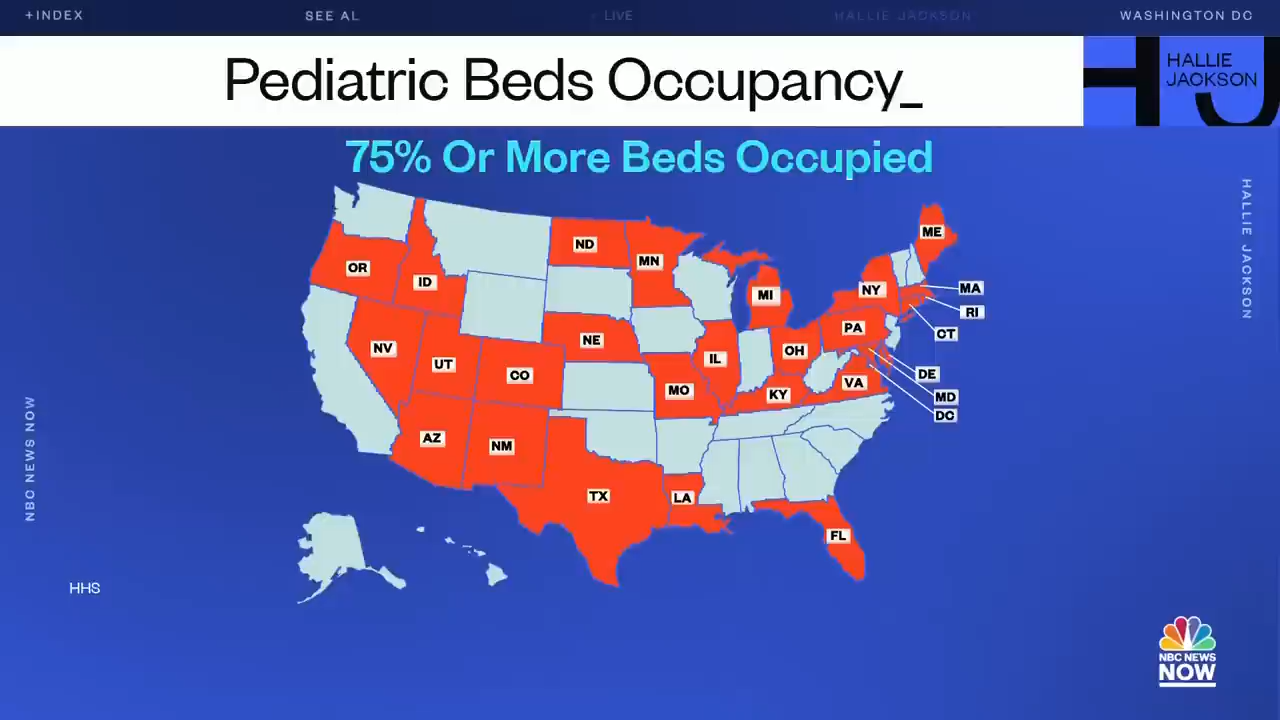 +INDEX
SEE AL
LIVE
HALLIE JACKSON
WASHINGTON DC
Pediatric Beds Occupancy_
HALLIE
JACKSON
75% Or More Beds Occupied
HALLIE JACKSON
ME
ND
MN
OR
ID
MI
NY
MA
RI
PA
CT
NE
NV
OH
IL
UT
CO
DE
MO
KY
VA
MD
DC
AZ
NM
TX
LA
FL
NBC NEWS NOW
HHS
NBC NEWS
NOW